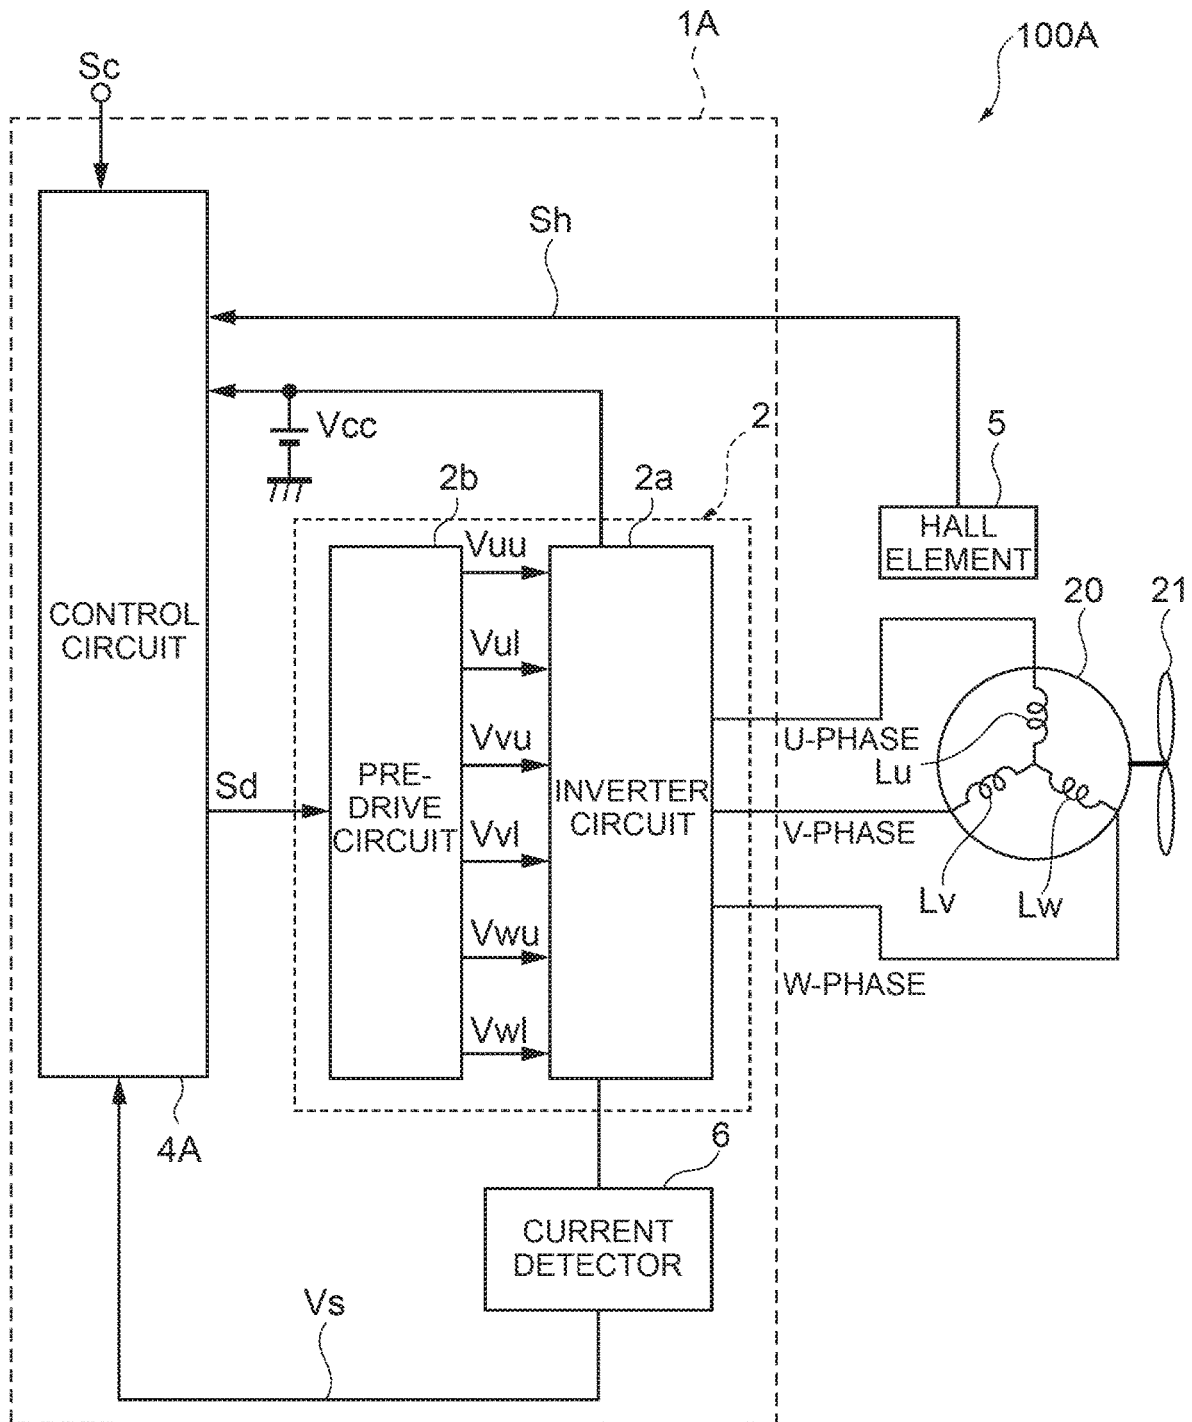 1A
100A
Sc
Sh
Vcc
2
5
2b
2a
HALL
ELEMENT
Vuu
20
21
CONTROL
CIRCUIT
Vul
U-PHASE
Lu
Vvu
Sd
PRE-
DRIVE
CIRCUIT
INVERTER
CIRCUIT
V-PHASE
Vvl
Lv
Lw
Vwu
W-PHASE
Vwl
4A
6
CURRENT
DETECTOR
Vs